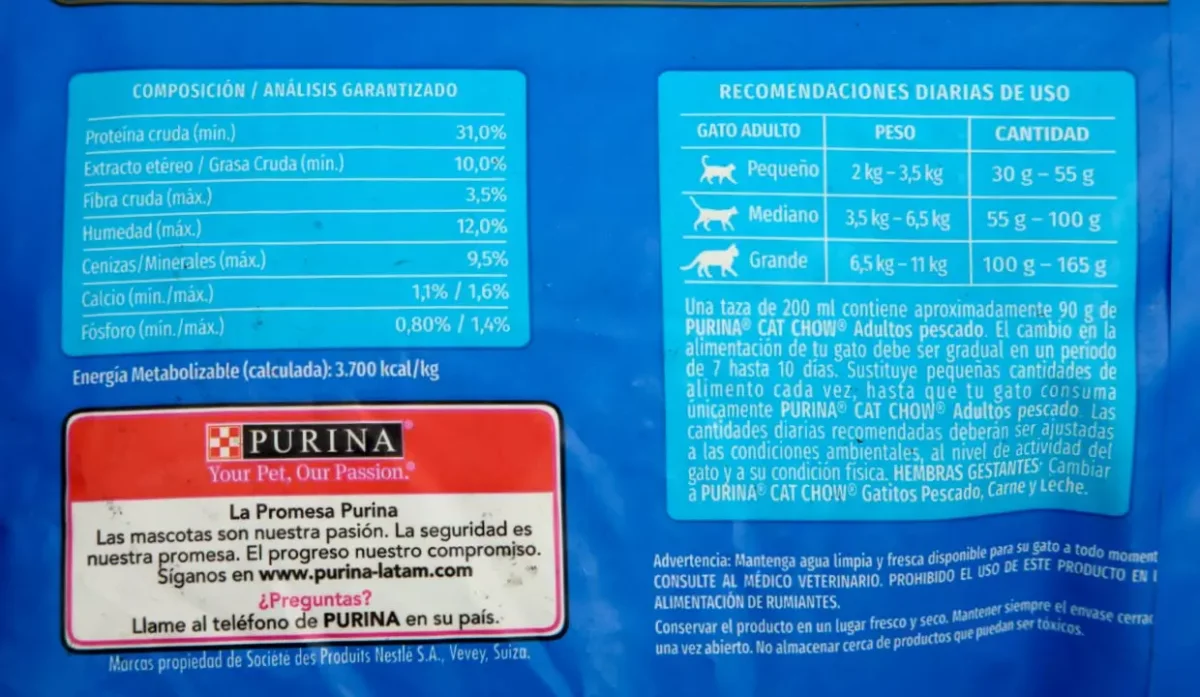 COMPOSICIÓN / ANÁLISIS GARANTIZADO
Proteína cruda (mín.) 31,0%
Extracto etéreo / Grasa Cruda (mín.) 10,0%
Fibra cruda (máx.) 3,5%
Humedad (máx.) 12,0%
Cenizas/Minerales (máx.) 9,5%
Calcio (mín./máx.) 1,1% / 1,6%
Fósforo (mín./máx.) 0,80% / 1,4%
Energía Metabolizable (calculada): 3.700 kcal/kg
PURINA®
Your Pet, Our Passion.®
La Promesa Purina
Las mascotas son nuestra pasión. La seguridad es
nuestra promesa. El progreso nuestro compromiso.
Síganos en www.purina-latam.com
¿Preguntas?
Llame al teléfono de PURINA en su país.
Marcas propiedad de Société des Produits Nestlé S.A., Vevey, Suiza.
RECOMENDACIONES DIARIAS DE USO
GATO ADULTO PESO CANTIDAD
Pequeño 2 kg – 3,5 kg 30 g – 55 g
Mediano 3,5 kg – 6,5 kg 55 g – 100 g
Grande 6,5 kg – 11 kg 100 g – 165 g
Una taza de 200 ml contiene aproximadamente 90 g de
PURINA® CAT CHOW® Adultos pescado. El cambio en la
alimentación de tu gato debe ser gradual en un período
de 7 hasta 10 días. Sustituye pequeñas cantidades de
alimento cada vez, hasta que tu gato consuma
únicamente PURINA® CAT CHOW® Adultos pescado. Las
cantidades diarias recomendadas deberán ser ajustadas
a las condiciones ambientales, al nivel de actividad del
gato y a su condición física. HEMBRAS GESTANTES: Cambiar
a PURINA® CAT CHOW® Gatitos Pescado, Carne y Leche.
Advertencia: Mantenga agua limpia y fresca disponible para su gato a todo moment
CONSULTE AL MÉDICO VETERINARIO. PROHIBIDO EL USO DE ESTE PRODUCTO EN
ALIMENTACIÓN DE RUMIANTES.
Conservar el producto en un lugar fresco y seco. Mantener siempre el envase cerrad
una vez abierto. No almacenar cerca de productos que puedan ser tóxicos.